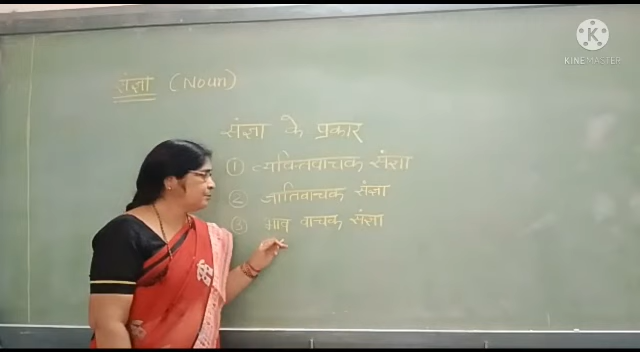 संज्ञा (Noun)
संज्ञा के प्रकार
① व्यक्तिवाचक संज्ञा
② जातिवाचक संज्ञा
③ भाव वाचक संज्ञा
K
KINEMASTER